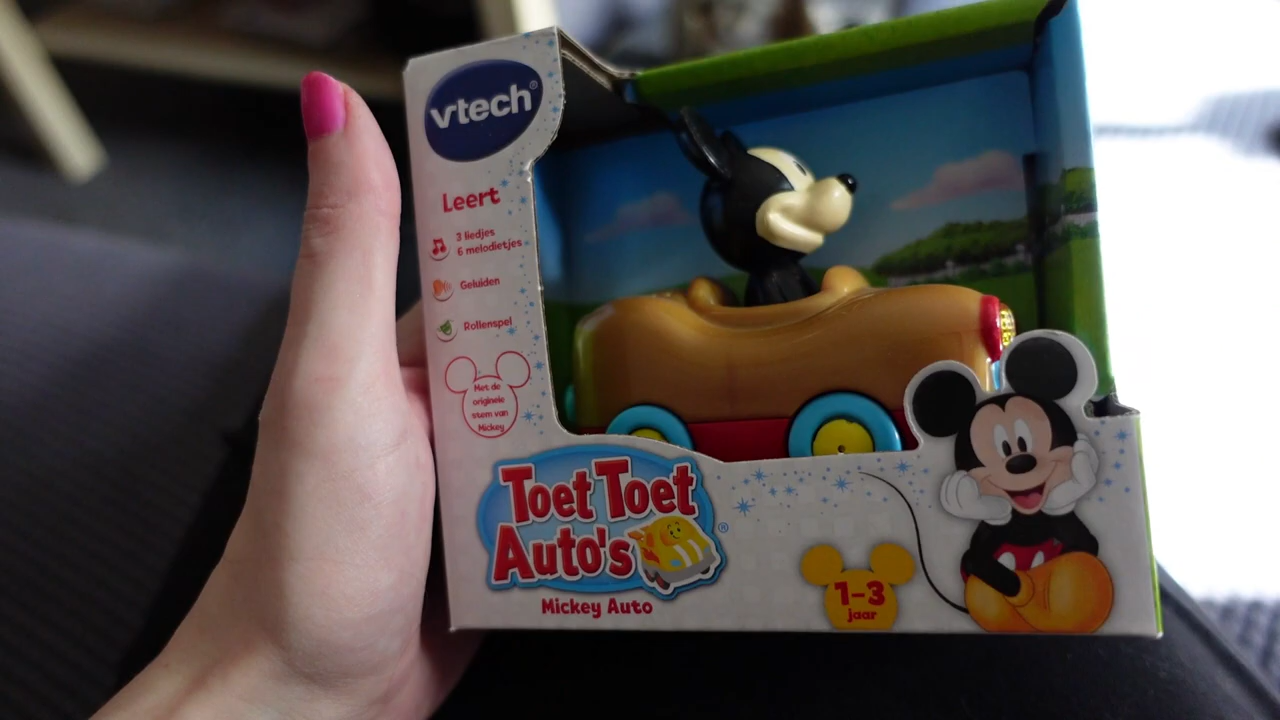 vtech®
Leert
3 liedjes
6 melodietjes
Geluiden
Rollenspel
Met de
originele
stem van
Mickey
Toet Toet
Auto's
®
Mickey Auto
1-3
jaar